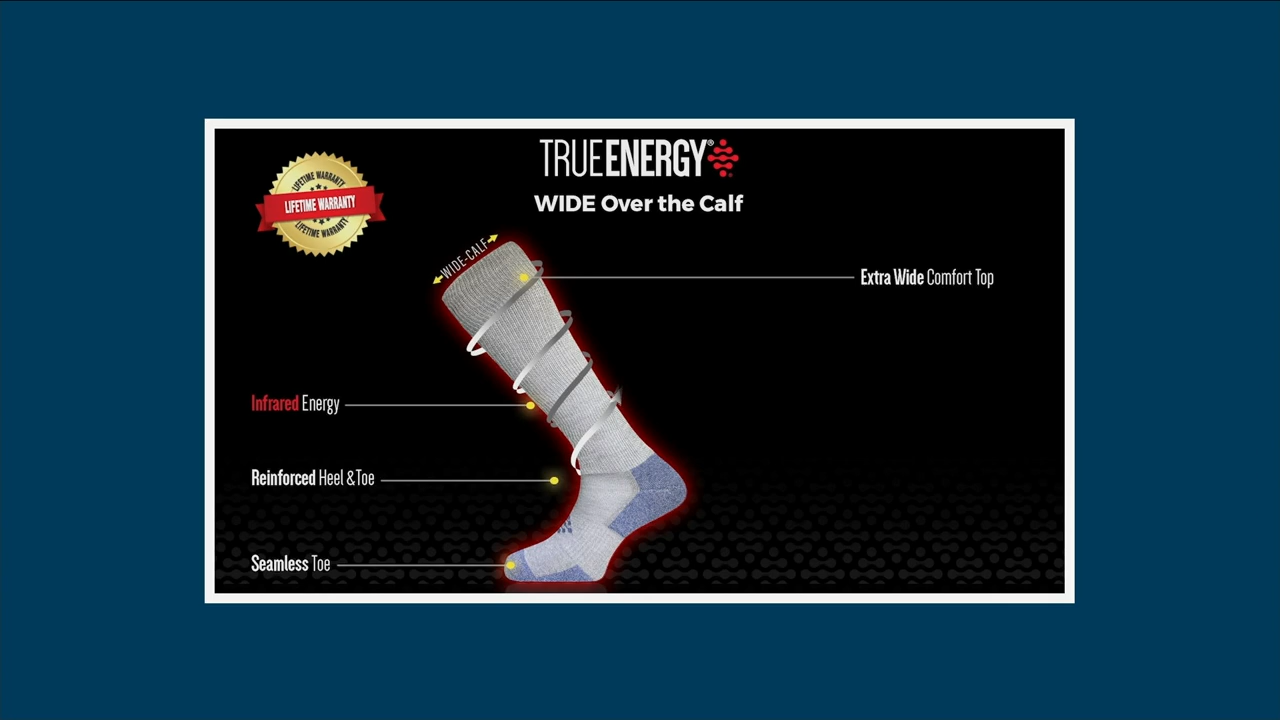 TRUEENERGY®
WIDE Over the Calf
LIFETIME WARRANTY
LIFETIME WARRANTY
LIFETIME WARRANTY
WIDE-CALF
Extra Wide Comfort Top
Infrared Energy
Reinforced Heel &Toe
Seamless Toe